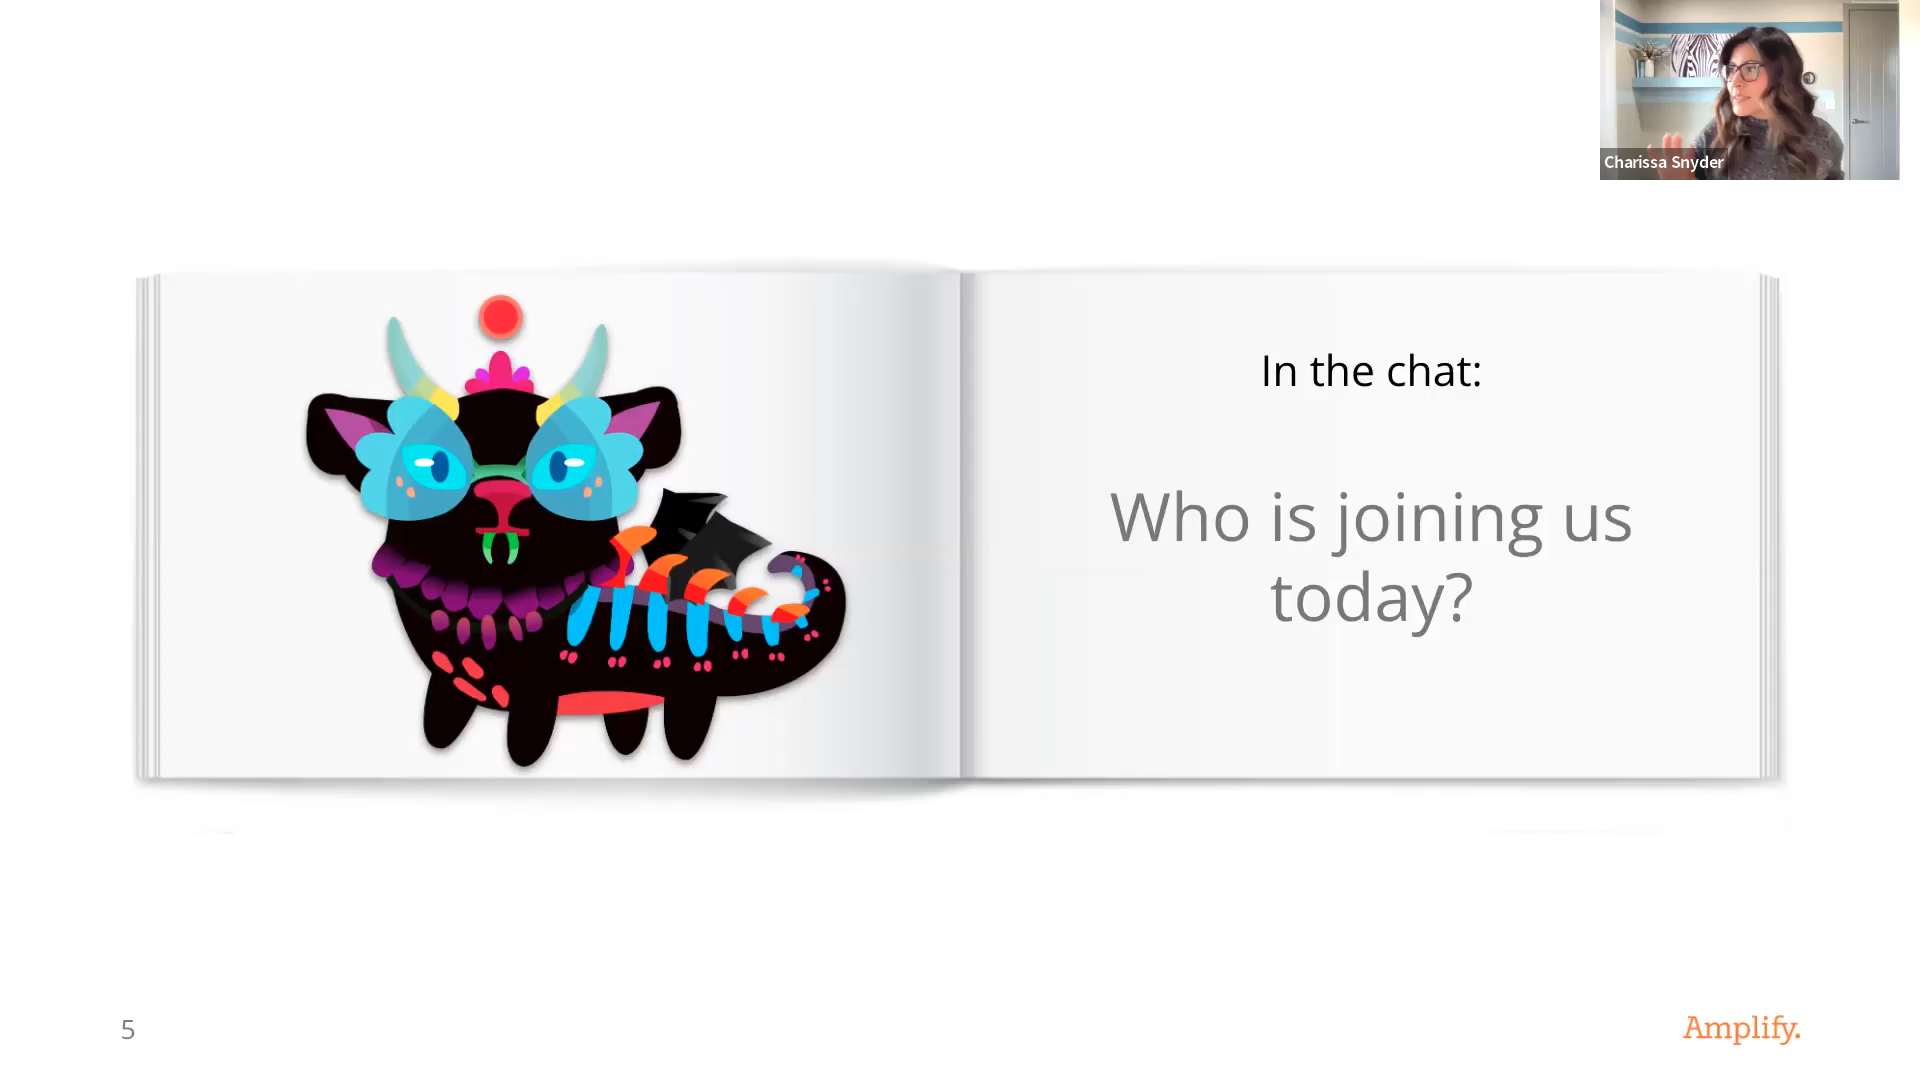 Charissa Snyder
In the chat:
Who is joining us
today?
5
Amplify.